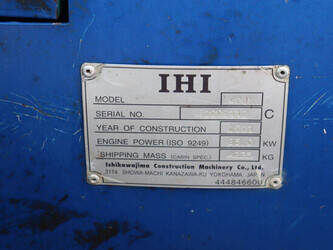 IHI
MODEL
SERIAL NO. C
YEAR OF CONSTRUCTION
ENGINE POWER (ISO 9249) KW
SHIPPING MASS (CABIN SPEC.) KG
Ishikawajima Construction Machinery Co., Ltd.
3174, SHOWA-MACHI KANAZAWA-KU YOKOHAMA JAPAN
444846600